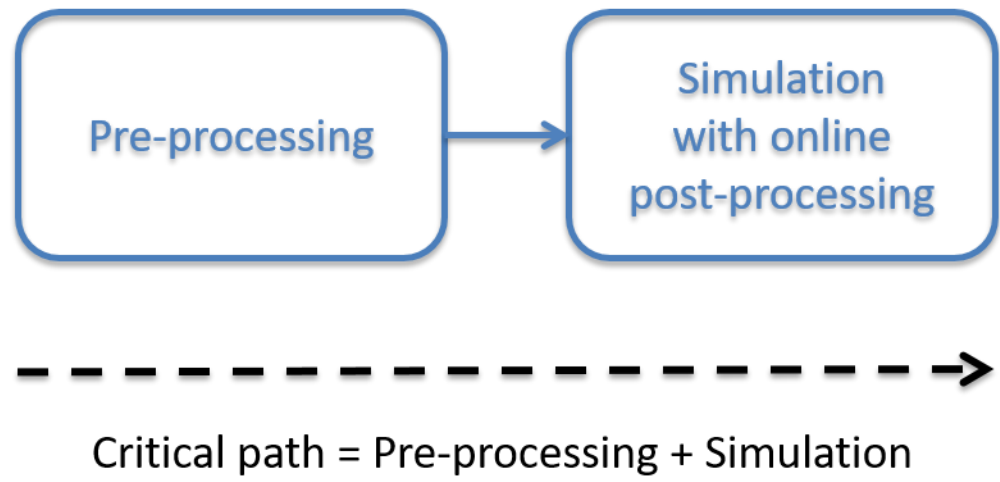 Pre-processing
Simulation
with online
post-processing
Critical path = Pre-processing + Simulation